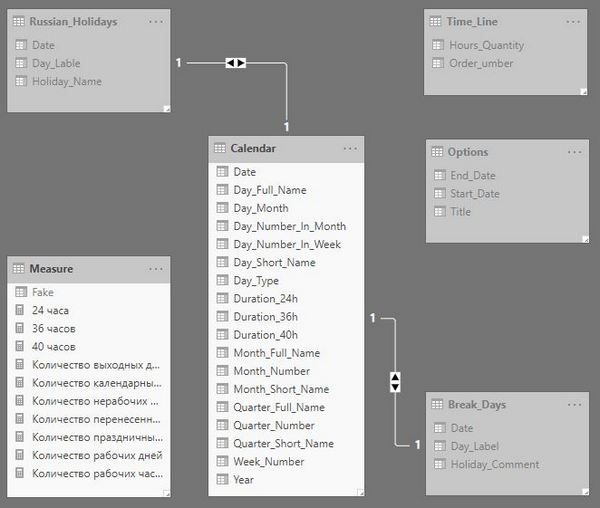 Russian_Holidays
Date
Day_Lable
Holiday_Name
Time_Line
Hours_Quantity
Order_umber
1
1
Calendar
Date
Day_Full_Name
Day_Month
Day_Number_In_Month
Day_Number_In_Week
Day_Short_Name
Day_Type
Duration_24h
Duration_36h
Duration_40h
Month_Full_Name
Month_Number
Month_Short_Name
Quarter_Full_Name
Quarter_Number
Quarter_Short_Name
Week_Number
Year
Options
End_Date
Start_Date
Title
Measure
Fake
24 часа
36 часов
40 часов
Количество выходных д...
Количество календарны...
Количество нерабочих ...
Количество перенесенн...
Количество праздничны...
Количество рабочих дней
Количество рабочих час...
1
1
Break_Days
Date
Day_Label
Holiday_Comment